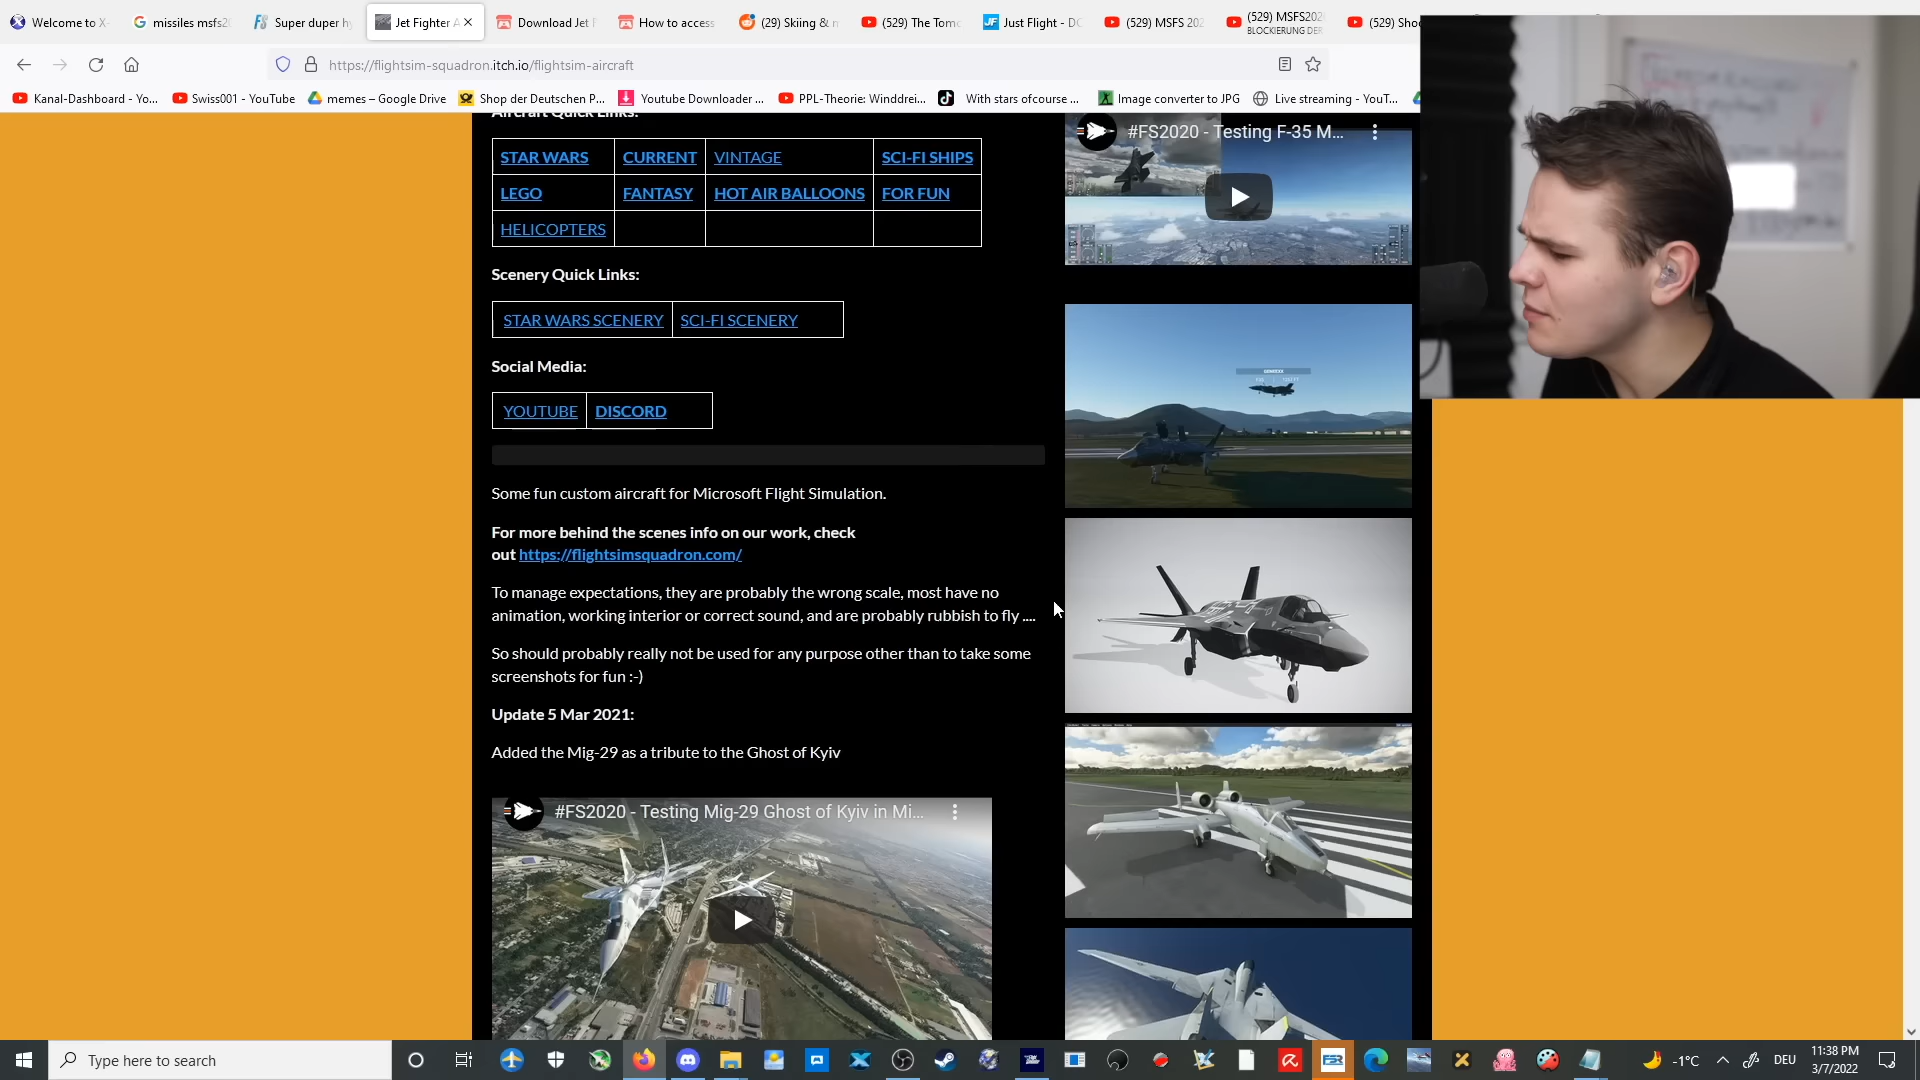 Welcome to X-
missiles msfs20
Super duper hy
Jet Fighter A
Download Jet
How to access
(29) Skiing & n
(529) The Tom
Just Flight - DC
(529) MSFS 202
(529) MSFS202
BLOCKIERUNG DER
(529) Shoo
https://flightsim-squadron.itch.io/flightsim-aircraft
Kanal-Dashboard - Yo...
Swiss001 - YouTube
memes – Google Drive
Shop der Deutschen P...
Youtube Downloader ...
PPL-Theorie: Winddrei...
With stars ofcourse ...
Image converter to JPG
Live streaming - YouT...
Aircraft Quick Links:
STAR WARS CURRENT VINTAGE SCI-FI SHIPS
LEGO FANTASY HOT AIR BALLOONS FOR FUN
HELICOPTERS
Scenery Quick Links:
STAR WARS SCENERY SCI-FI SCENERY
Social Media:
YOUTUBE DISCORD
Some fun custom aircraft for Microsoft Flight Simulation.
For more behind the scenes info on our work, check
out https://flightsimsquadron.com/
To manage expectations, they are probably the wrong scale, most have no
animation, working interior or correct sound, and are probably rubbish to fly ....
So should probably really not be used for any purpose other than to take some
screenshots for fun :-)
Update 5 Mar 2021:
Added the Mig-29 as a tribute to the Ghost of Kyiv
#FS2020 - Testing Mig-29 Ghost of Kyiv in Mi...
#FS2020 - Testing F-35 M...
Type here to search
FSR
-1°C
DEU
11:38 PM
3/7/2022